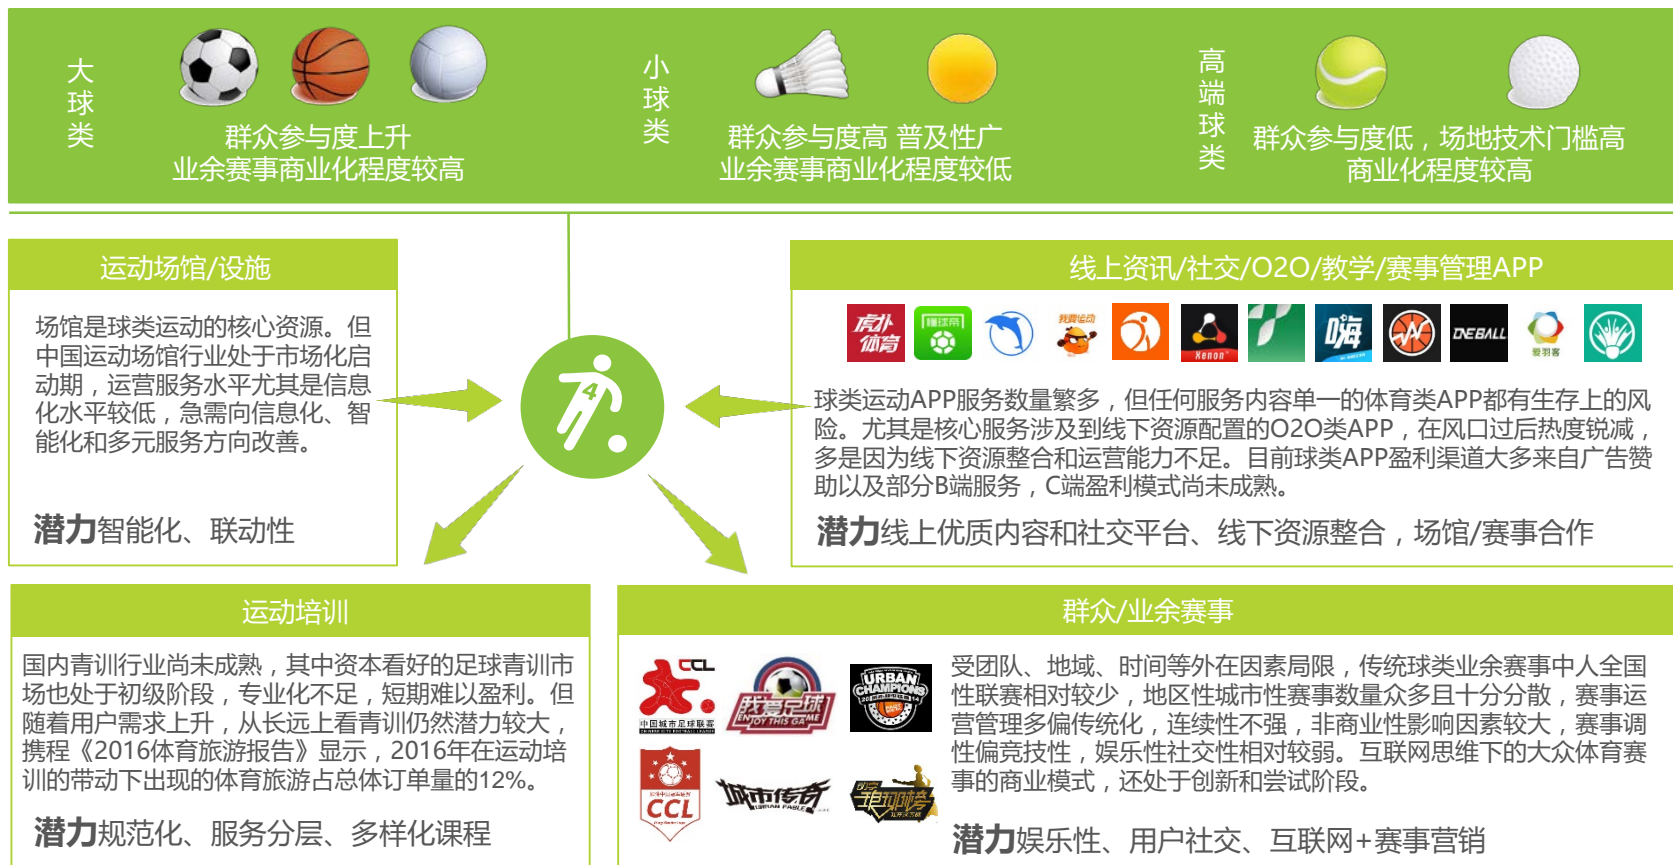 大球类
群众参与度上升
业余赛事商业化程度较高
小球类
群众参与度高 普及性广
业余赛事商业化程度较低
高端球类
群众参与度低，场地技术门槛高
商业化程度较高
运动场馆/设施
场馆是球类运动的核心资源。但
中国运动场馆行业处于市场化启
动期，运营服务水平尤其是信息
化水平较低，急需向信息化、智
能化和多元服务方向改善。
潜力智能化、联动性
4
线上资讯/社交/O2O/教学/赛事管理APP
虎扑
体育
懂球帝
我要运动
Xenon
嗨
DEBALL
爱羽客
球类运动APP服务数量繁多，但任何服务内容单一的体育类APP都有生存上的风
险。尤其是核心服务涉及到线下资源配置的O2O类APP，在风口过后热度锐减，
多是因为线下资源整合和运营能力不足。目前球类APP盈利渠道大多来自广告赞
助以及部分B端服务，C端盈利模式尚未成熟。
潜力线上优质内容和社交平台、线下资源整合，场馆/赛事合作
运动培训
国内青训行业尚未成熟，其中资本看好的足球青训市
场也处于初级阶段，专业化不足，短期难以盈利。但
随着用户需求上升，从长远上看青训仍然潜力较大，
携程《2016体育旅游报告》显示，2016年在运动培
训的带动下出现的体育旅游占总体订单量的12%。
潜力规范化、服务分层、多样化课程
群众/业余赛事
CCL
中国城市足球联赛
我爱足球
ENJOY THIS GAME
URBAN
CHAMPIONS
CCL
城市传奇
URBAN FABLE
受团队、地域、时间等外在因素局限，传统球类业余赛事中人全国
性联赛相对较少，地区性城市性赛事数量众多且十分分散，赛事运
营管理多偏传统化，连续性不强，非商业性影响因素较大，赛事调
性偏竞技性，娱乐性社交性相对较弱。互联网思维下的大众体育赛
事的商业模式，还处于创新和尝试阶段。
潜力娱乐性、用户社交、互联网+赛事营销